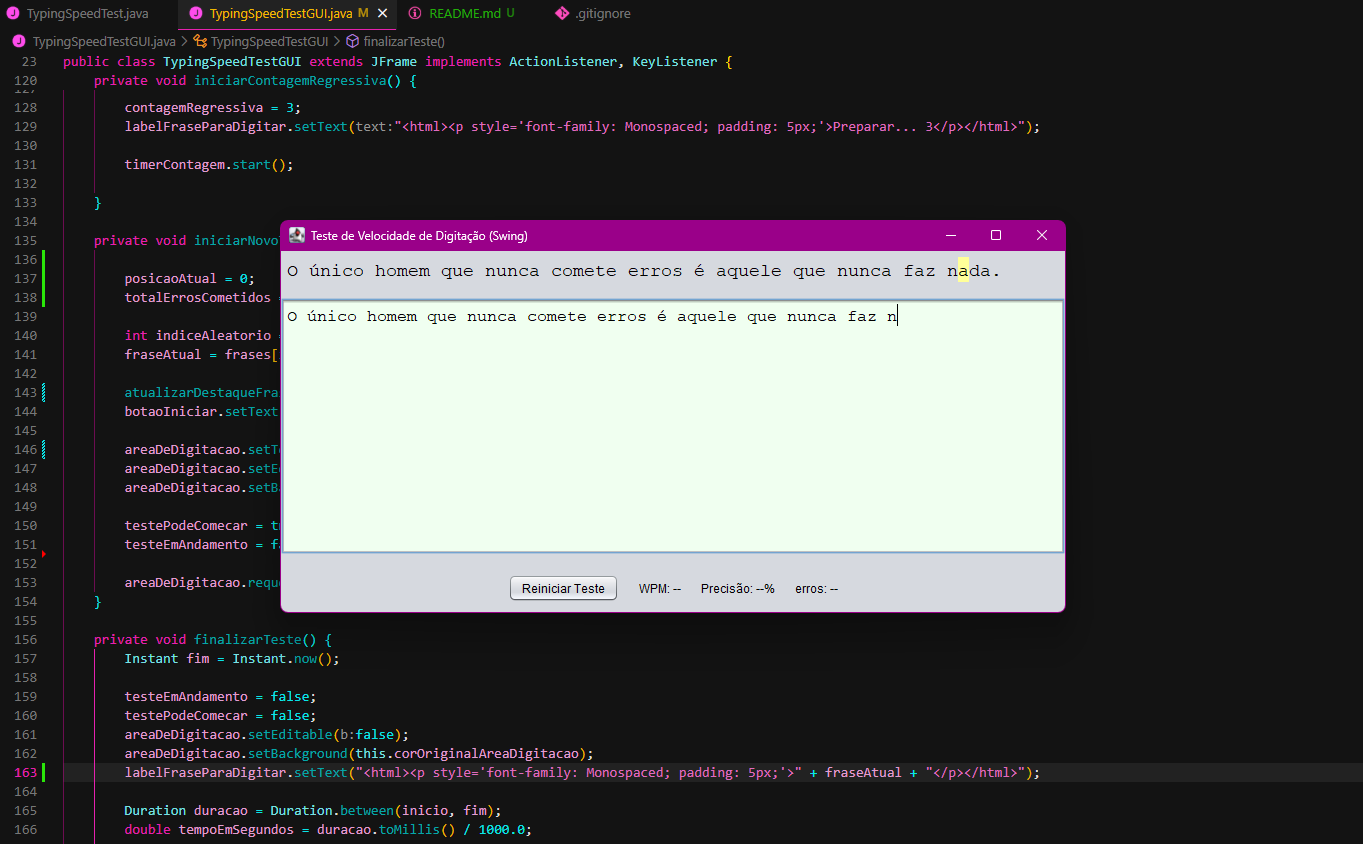 TypingSpeedTest.java TypingSpeedTestGUI.java M README.md U .gitignore
TypingSpeedTestGUI.java > TypingSpeedTestGUI > finalizarTeste()
23 public class TypingSpeedTestGUI extends JFrame implements ActionListener, KeyListener {
120 private void iniciarContagemRegressiva() {
128 contagemRegressiva = 3;
129 labelFraseParaDigitar.setText(text:"<html><p style='font-family: Monospaced; padding: 5px;'>Preparar... 3</p></html>");
130
131 timerContagem.start();
132
133 }
134
135 private void iniciarNovo
136
137 posicaoAtual = 0;
138 totalErrosCometidos =
139
140 int indiceAleatorio =
141 fraseAtual = frases[
142
143 atualizarDestaqueFra
144 botaoIniciar.setText
145
146 areaDeDigitacao.setT
147 areaDeDigitacao.setE
148 areaDeDigitacao.setBa
149
150 testePodeComecar = tr
151 testeEmAndamento = fa
152
153 areaDeDigitacao.reque
154 }
155
156 private void finalizarTeste() {
157 Instant fim = Instant.now();
158
159 testeEmAndamento = false;
160 testePodeComecar = false;
161 areaDeDigitacao.setEditable(b:false);
162 areaDeDigitacao.setBackground(this.corOriginalAreaDigitacao);
163 labelFraseParaDigitar.setText("<html><p style='font-family: Monospaced; padding: 5px;'>" + fraseAtual + "</p></html>");
164
165 Duration duracao = Duration.between(inicio, fim);
166 double tempoEmSegundos = duracao.toMillis() / 1000.0;
Teste de Velocidade de Digitação (Swing)
O único homem que nunca comete erros é aquele que nunca faz nada.
O único homem que nunca comete erros é aquele que nunca faz n
Reiniciar Teste WPM: -- Precisão: --% erros: --